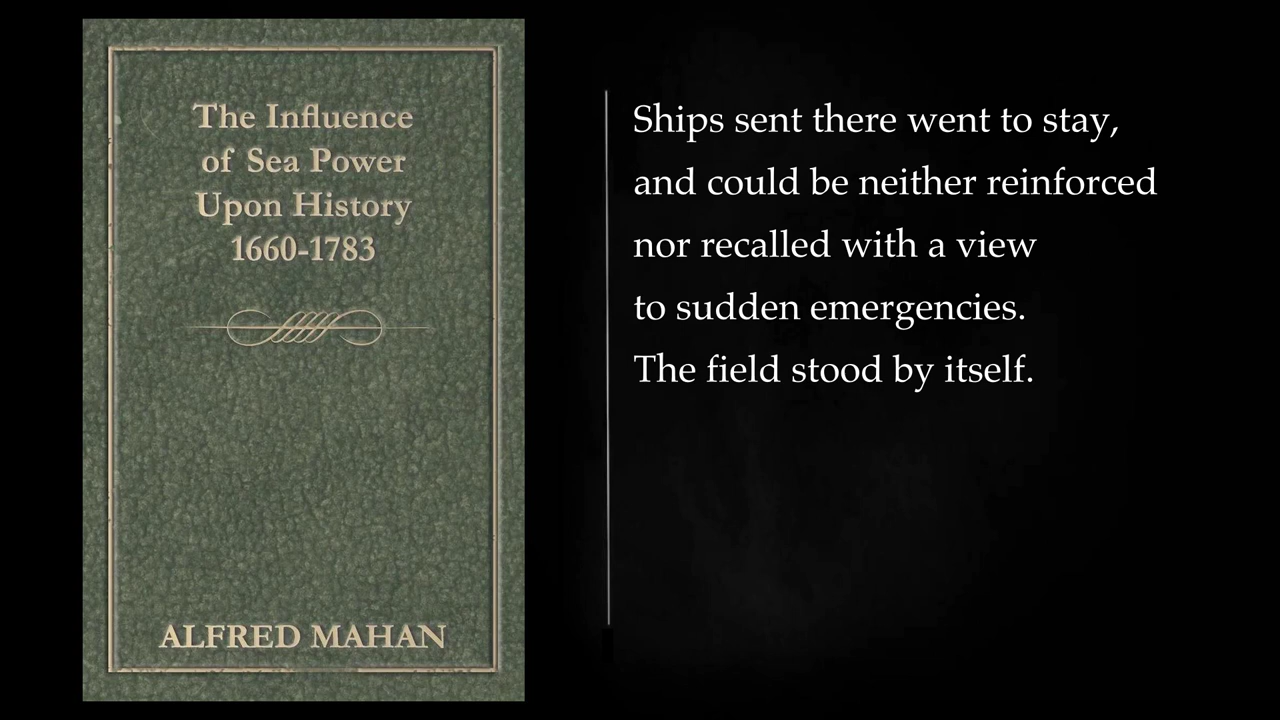 The Influence
of Sea Power
Upon History
1660-1783
ALFRED MAHAN
Ships sent there went to stay,
and could be neither reinforced
nor recalled with a view
to sudden emergencies.
The field stood by itself.